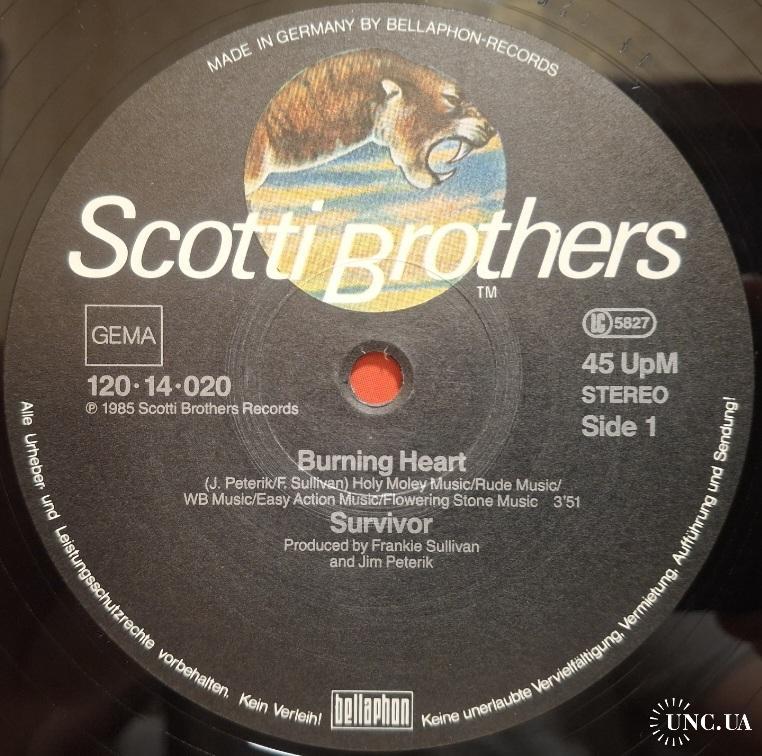 MADE IN GERMANY BY BELLAPHON-RECORDS
Scotti Brothers
TM
GEMA
LC 5827
120·14·020
℗ 1985 Scotti Brothers Records
45 UpM
STEREO
Side 1
Burning Heart
(J. Peterik/F. Sullivan) Holy Moley Music/Rude Music/
WB Music/Easy Action Music/Flowering Stone Music 3'51
Survivor
Produced by Frankie Sullivan
and Jim Peterik
Alle Urheber und Leistungsschutzrechte vorbehalten. Kein Verleih!
bellaphon
Keine unerlaubte Vervielfältigung, Vermietung, Aufführung und Sendung!
UNC.UA